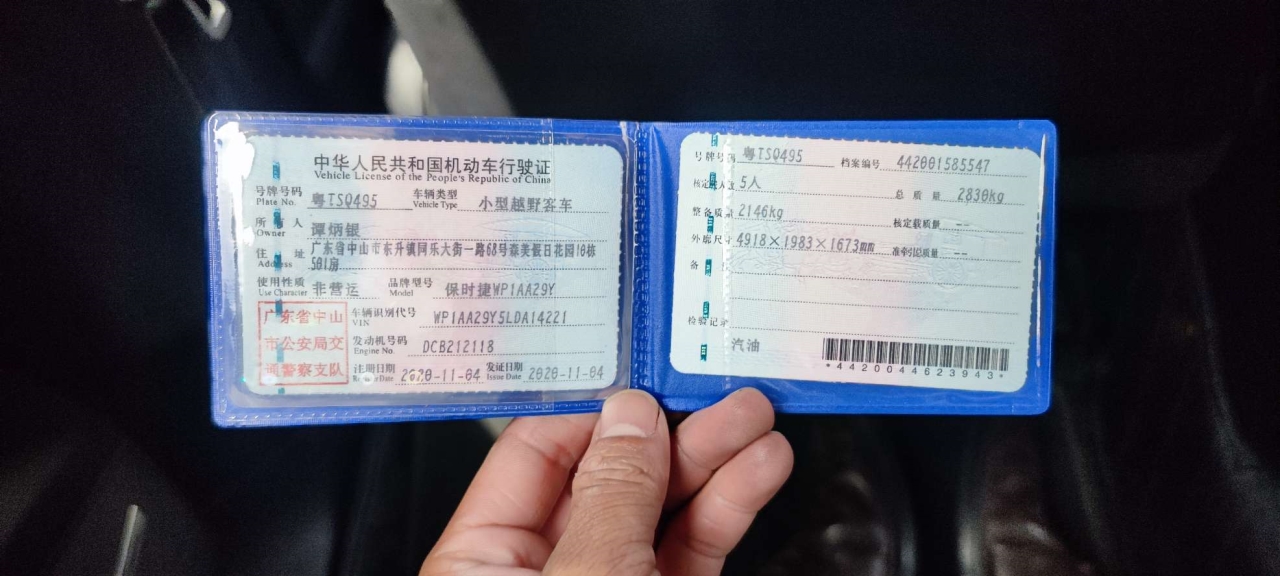 中华人民共和国机动车行驶证
Vehicle License of the People's Republic of China
号牌号码 粤TSQ495 车辆类型 小型越野客车
Plate No. Vehicle Type
所有人 谭炳银
Owner
住址 广东省中山市东升镇同乐大街一路68号森美假日花园10栋
Address 501房
使用性质 非营运 品牌型号 保时捷WP1AA29Y
Use Character Model
广东省中山
市公安局交
通警察支队
车辆识别代号 WP1AA29Y5LDA14221
VIN
发动机号码 DCB212118
Engine No.
注册日期 2020-11-04 发证日期 2020-11-04
Issue Date
号牌号码 粤TSQ495 档案编号 442001585547
核定载人数 5人 总质量 2830kg
整备质量 2146kg 核定载质量 --
外廓尺寸 4918×1983×1673mm 准牵引总质量 --
备
检验记录
汽油
*4420044623943*